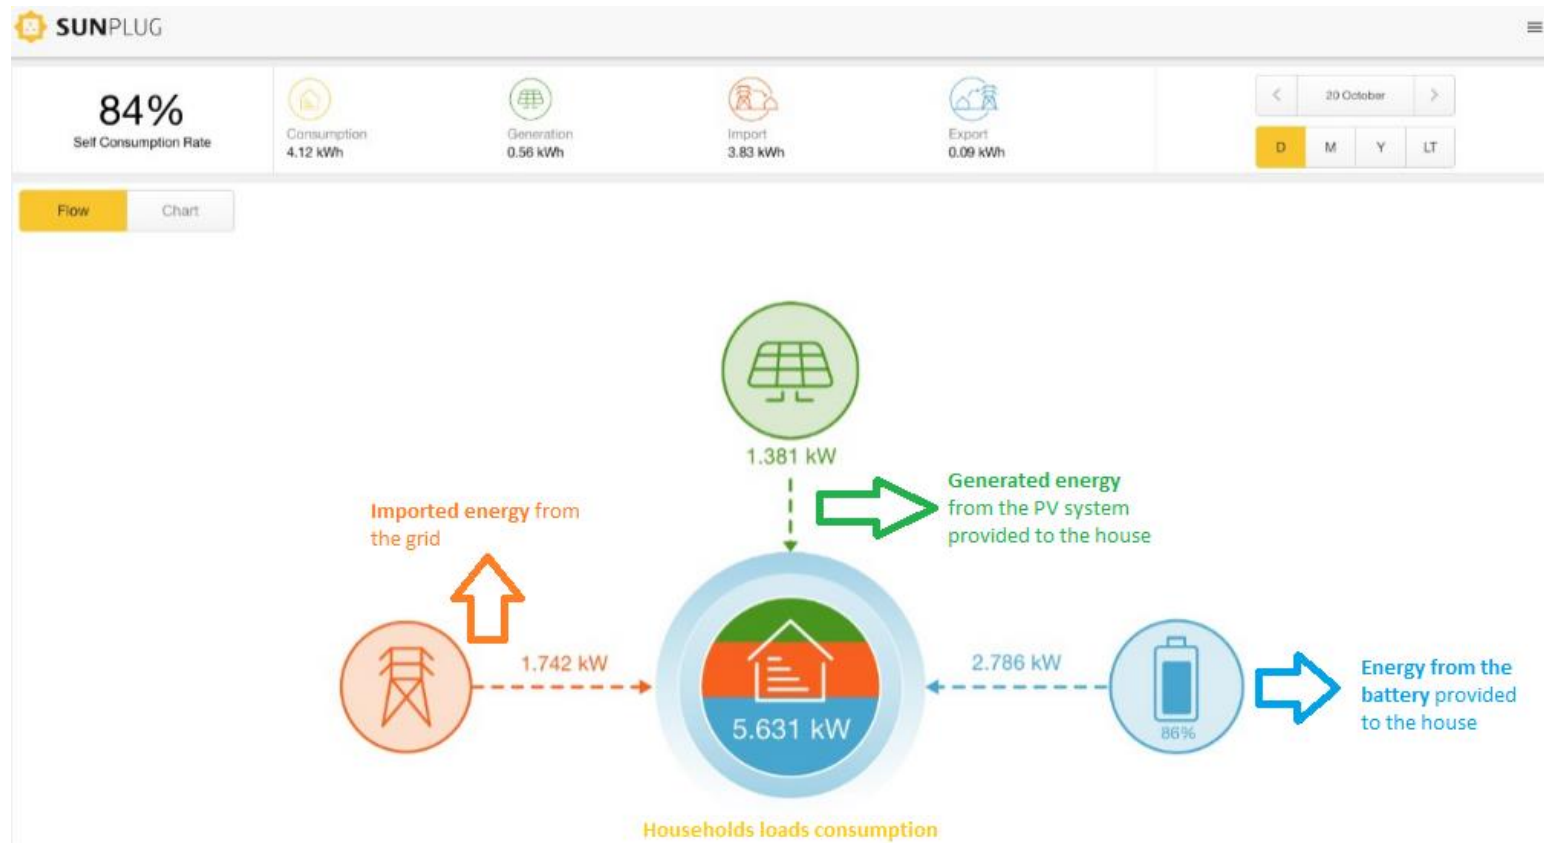 SUNPLUG
84%
Self Consumption Rate
Consumption
4.12 kWh
Generation
0.56 kWh
Import
3.83 kWh
Export
0.09 kWh
< 20 October >
D M Y LT
Flow Chart
1.381 kW
Generated energy
from the PV system
provided to the house
Imported energy from
the grid
1.742 kW
5.631 kW
2.786 kW
86%
Energy from the
battery provided
to the house
Households loads consumption